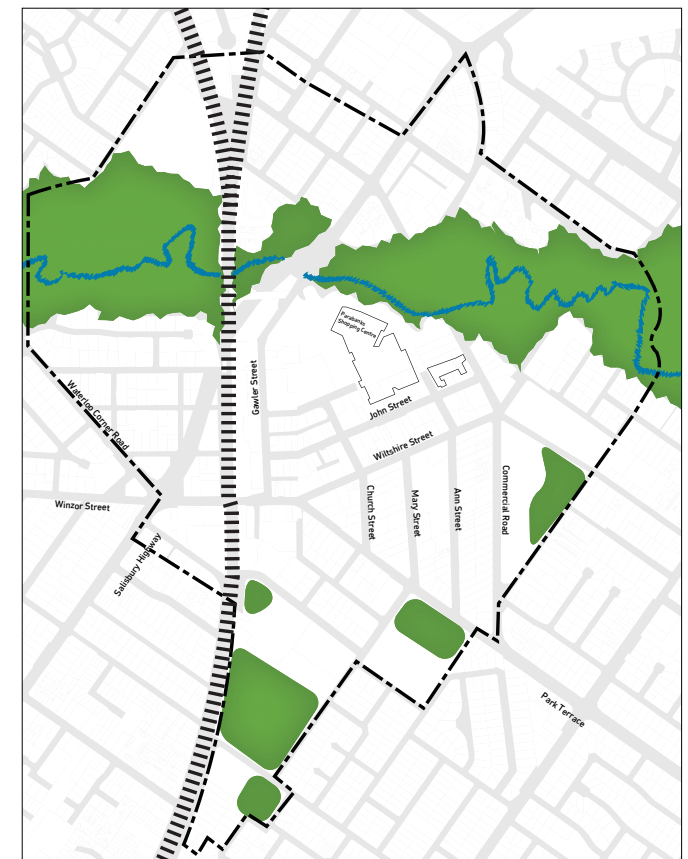 Parabanks
Shopping Centre
Gawler Street
John Street
Waterloo Corner Road
Wiltshire Street
Winzor Street
Church Street
Mary Street
Ann Street
Commercial Road
Salisbury Highway
Park Terrace